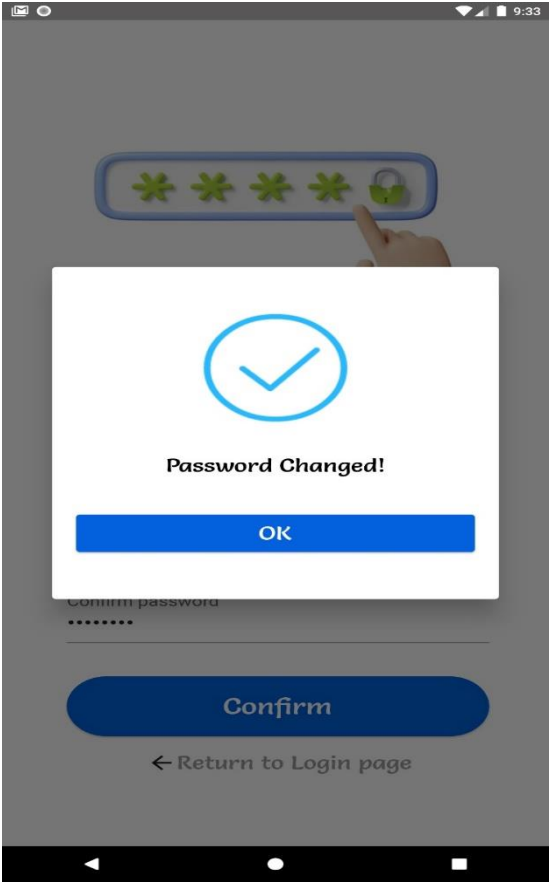 9:33
* * * *
Password Changed!
OK
Confirm password
••••••••
Confirm
← Return to Login page